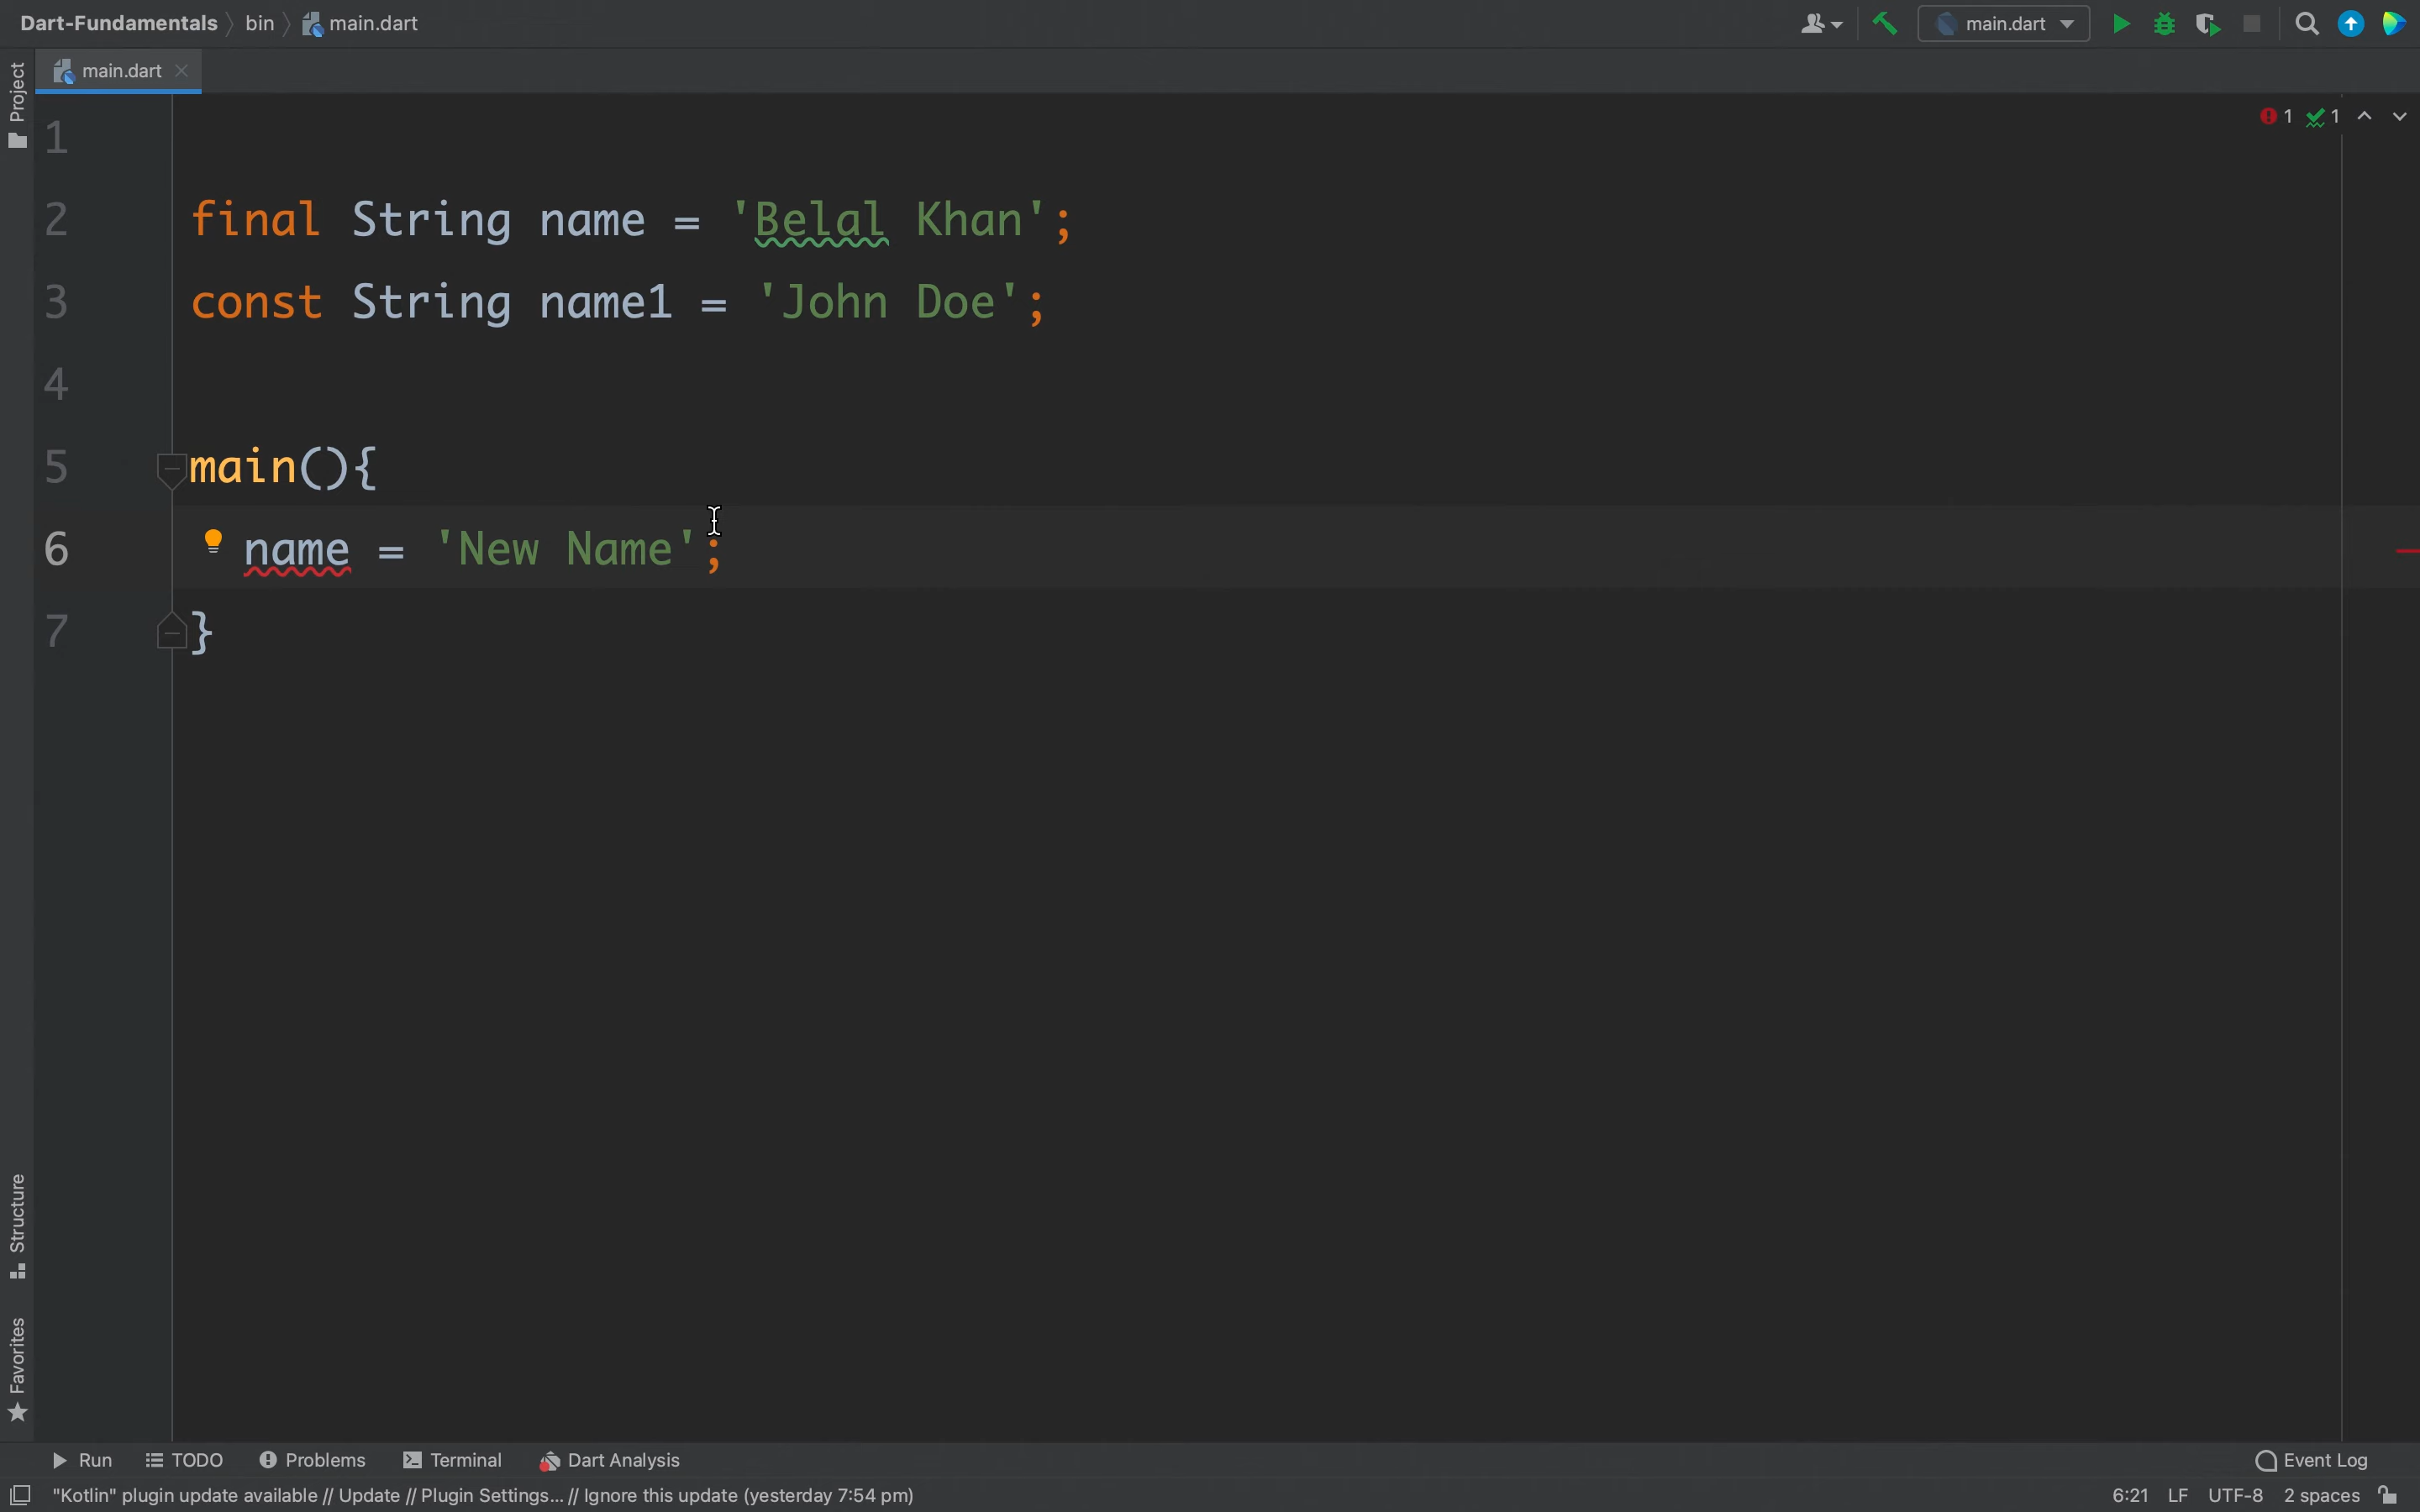 Dart-Fundamentals bin main.dart
main.dart
main.dart
Project
1 1
1
2 final String name = 'Belal Khan';
3 const String name1 = 'John Doe';
4
5 main(){
6 name = 'New Name';
7 }
Structure
Favorites
Run TODO Problems Terminal Dart Analysis Event Log
"Kotlin" plugin update available // Update // Plugin Settings... // Ignore this update (yesterday 7:54 pm) 6:21 LF UTF-8 2 spaces